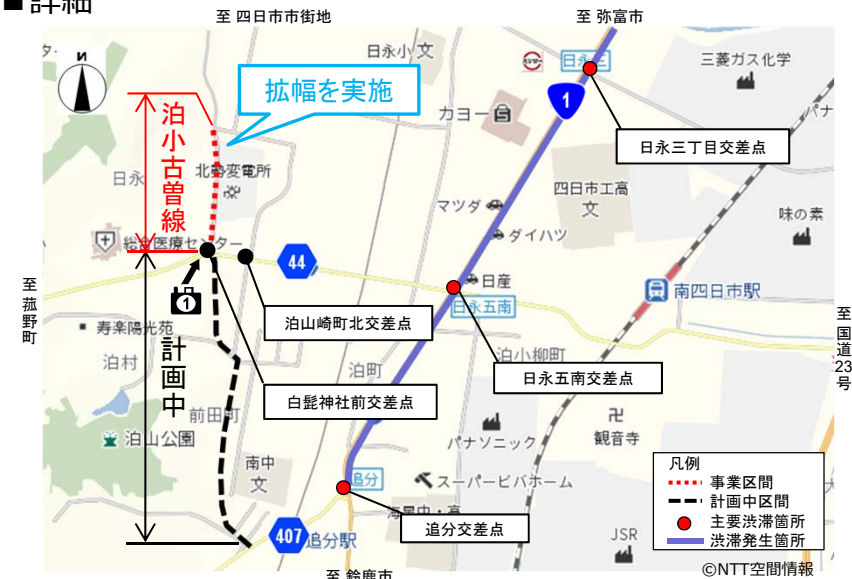 ■詳細
至 四日市市街地
至 弥富市
N
日永小 文
日永三
三菱ガス化学
拡幅を実施
カヨー
1
パナ
泊小古曽線
日永三丁目交差点
北勢変電所
日永
四日市工高
文
マツダ
味の素
ダイハツ
総合医療センター
44
日産
南四日市駅
至 菰野町
1
日永五南
至 国道23号
寿楽陽光苑
泊山崎町北交差点
泊村
計画中
泊町
泊小柳町
日永五南交差点
白髭神社前交差点
前田町
泊山公園
パナソニック
観音寺
南中
文
追分
スーパービバホーム
凡例
事業区間
計画中区間
主要渋滞箇所
渋滞発生箇所
407
追分駅
海星中・高
追分交差点
JSR
至 鈴鹿市
©NTT空間情報